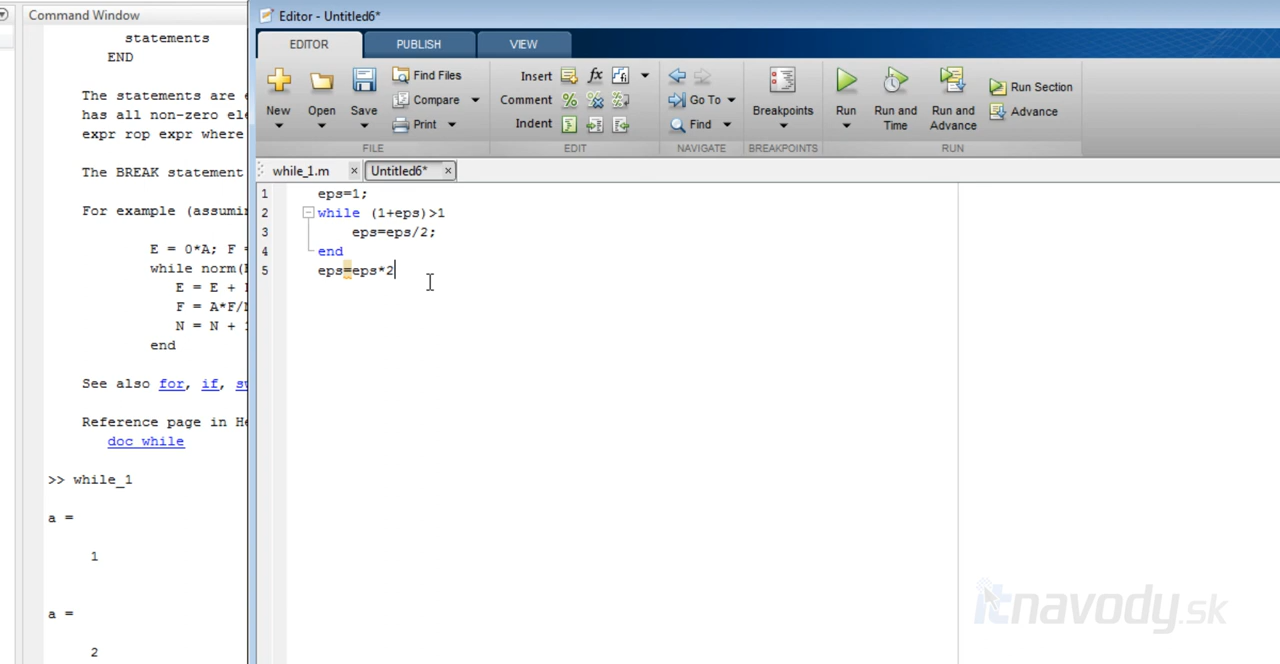 Command Window
statements
END
The statements are e
has all non-zero ele
expr rop expr where
The BREAK statement
For example (assumin
E = 0*A; F =
while norm(
E = E +
F = A*F/
N = N + 1
end
See also for, if, s
Reference page in He
doc while
>> while_1
a =
1
a =
2
Editor - Untitled6*
EDITOR PUBLISH VIEW
New
Open
Save
Find Files
Compare
Print
FILE
Insert
Comment
Indent
EDIT
Go To
Find
NAVIGATE
Breakpoints
BREAKPOINTS
Run
Run and
Time
Run and
Advance
Run Section
Advance
RUN
while_1.m Untitled6*
1 eps=1;
2 while (1+eps)>1
3 eps=eps/2;
4 end
5 eps=eps*2
itnavody.sk